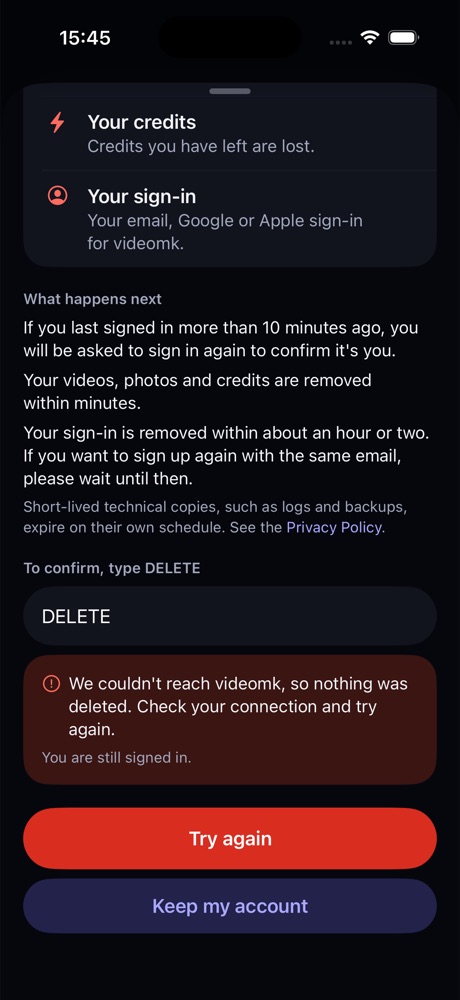 15:45
Your credits
Credits you have left are lost.
Your sign-in
Your email, Google or Apple sign-in
for videomk.
What happens next
If you last signed in more than 10 minutes ago, you
will be asked to sign in again to confirm it's you.
Your videos, photos and credits are removed
within minutes.
Your sign-in is removed within about an hour or two.
If you want to sign up again with the same email,
please wait until then.
Short-lived technical copies, such as logs and backups,
expire on their own schedule. See the Privacy Policy.
To confirm, type DELETE
DELETE
We couldn't reach videomk, so nothing was
deleted. Check your connection and try
again.
You are still signed in.
Try again
Keep my account